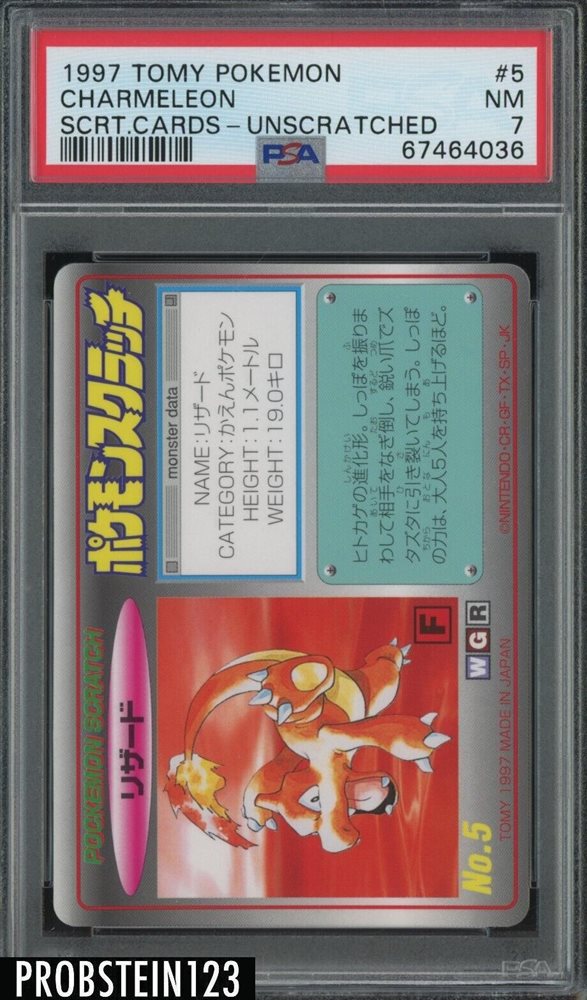 1997 TOMY POKEMON #5
CHARMELEON NM
SCRT.CARDS-UNSCRATCHED 7
PSA 67464036
POCKEMON SCRATCH
ポケモンスクラッチ
リザード
monster data
NAME:リザード
CATEGORY:かえんポケモン
HEIGHT:1.1メートル
WEIGHT:19.0キロ
F
ヒトカゲの進化形。しっぽを振りま
わして相手をなぎ倒し、鋭い爪でズ
タズタに引き裂いてしまう。しっぽ
の力は、大人5人を持ち上げるほど。
No.5
W G R
TOMY 1997 MADE IN JAPAN
©NINTENDO・CR・GF・TX・SP・JK
PSA
PROBSTEIN123